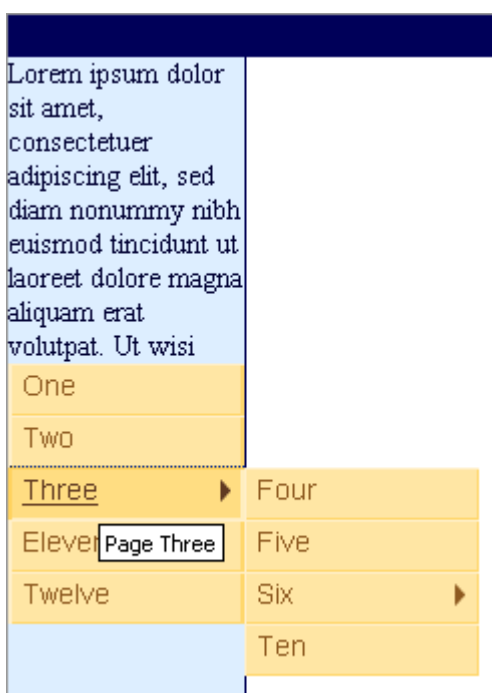 Lorem ipsum dolor
sit amet,
consectetuer
adipiscing elit, sed
diam nonummy nibh
euismod tincidunt ut
laoreet dolore magna
aliquam erat
volutpat. Ut wisi
One
Two
Three
Four
Page Three
Five
Twelve
Six
Ten